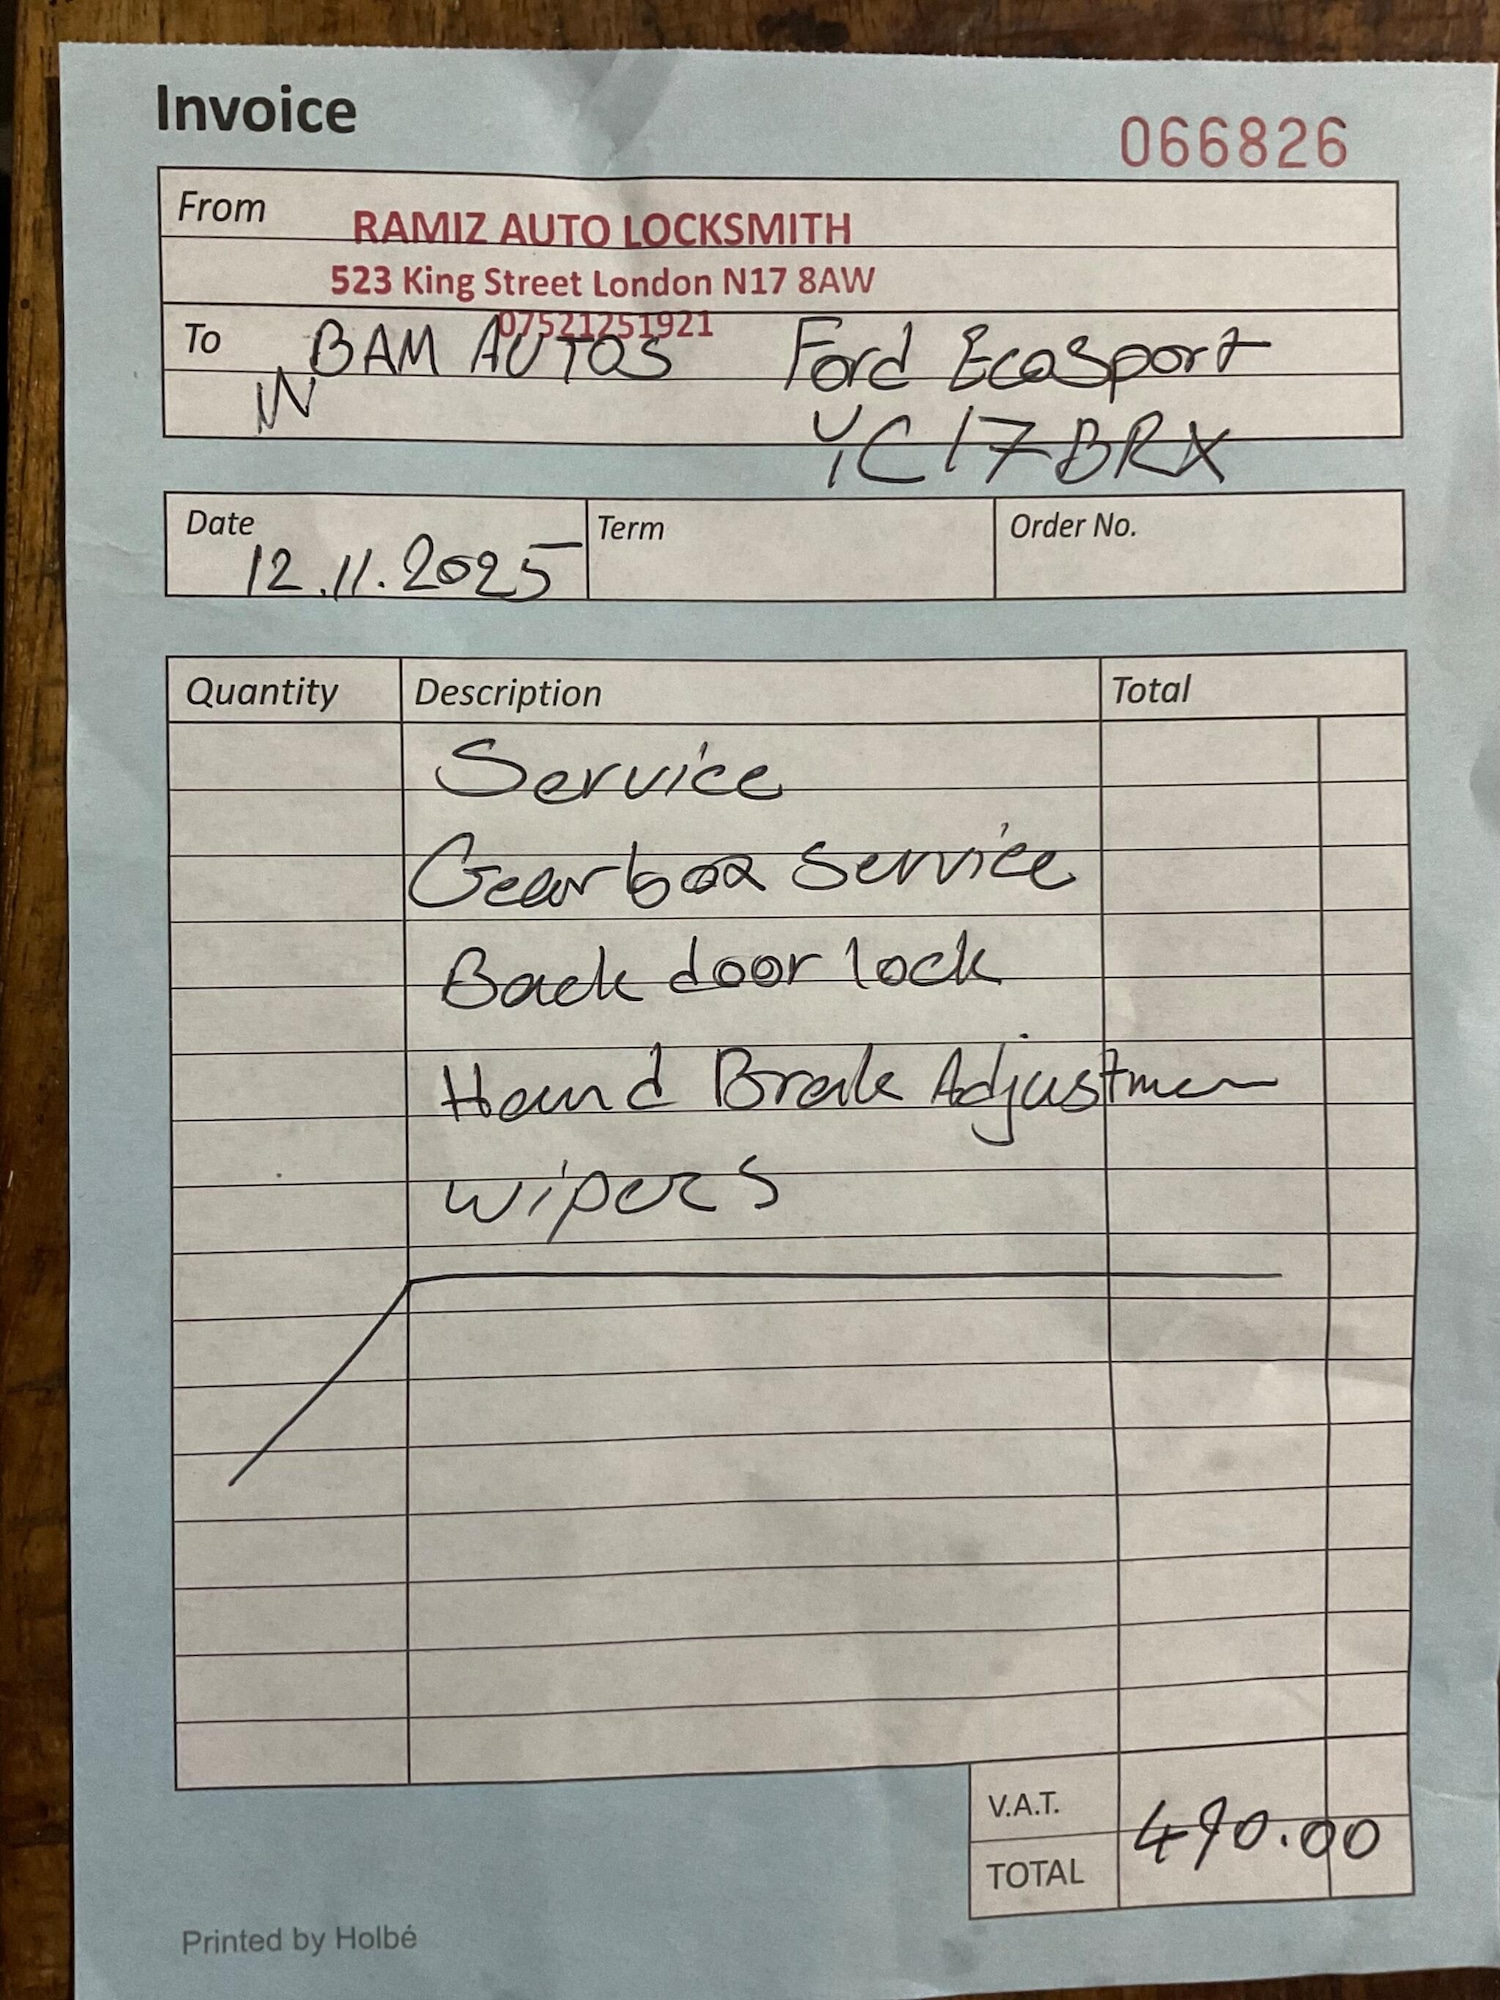 Invoice
066826
From
RAMIZ AUTO LOCKSMITH
523 King Street London N17 8AW
07521251921
To BAM AUTOS Ford EcoSport
YC17BRX
Date Term Order No.
12.11.2025
Quantity Description Total
Service
Gearbox service
Back door lock
Hand Brake Adjustmen
wipers
V.A.T.
490.00
TOTAL
Printed by Holbé